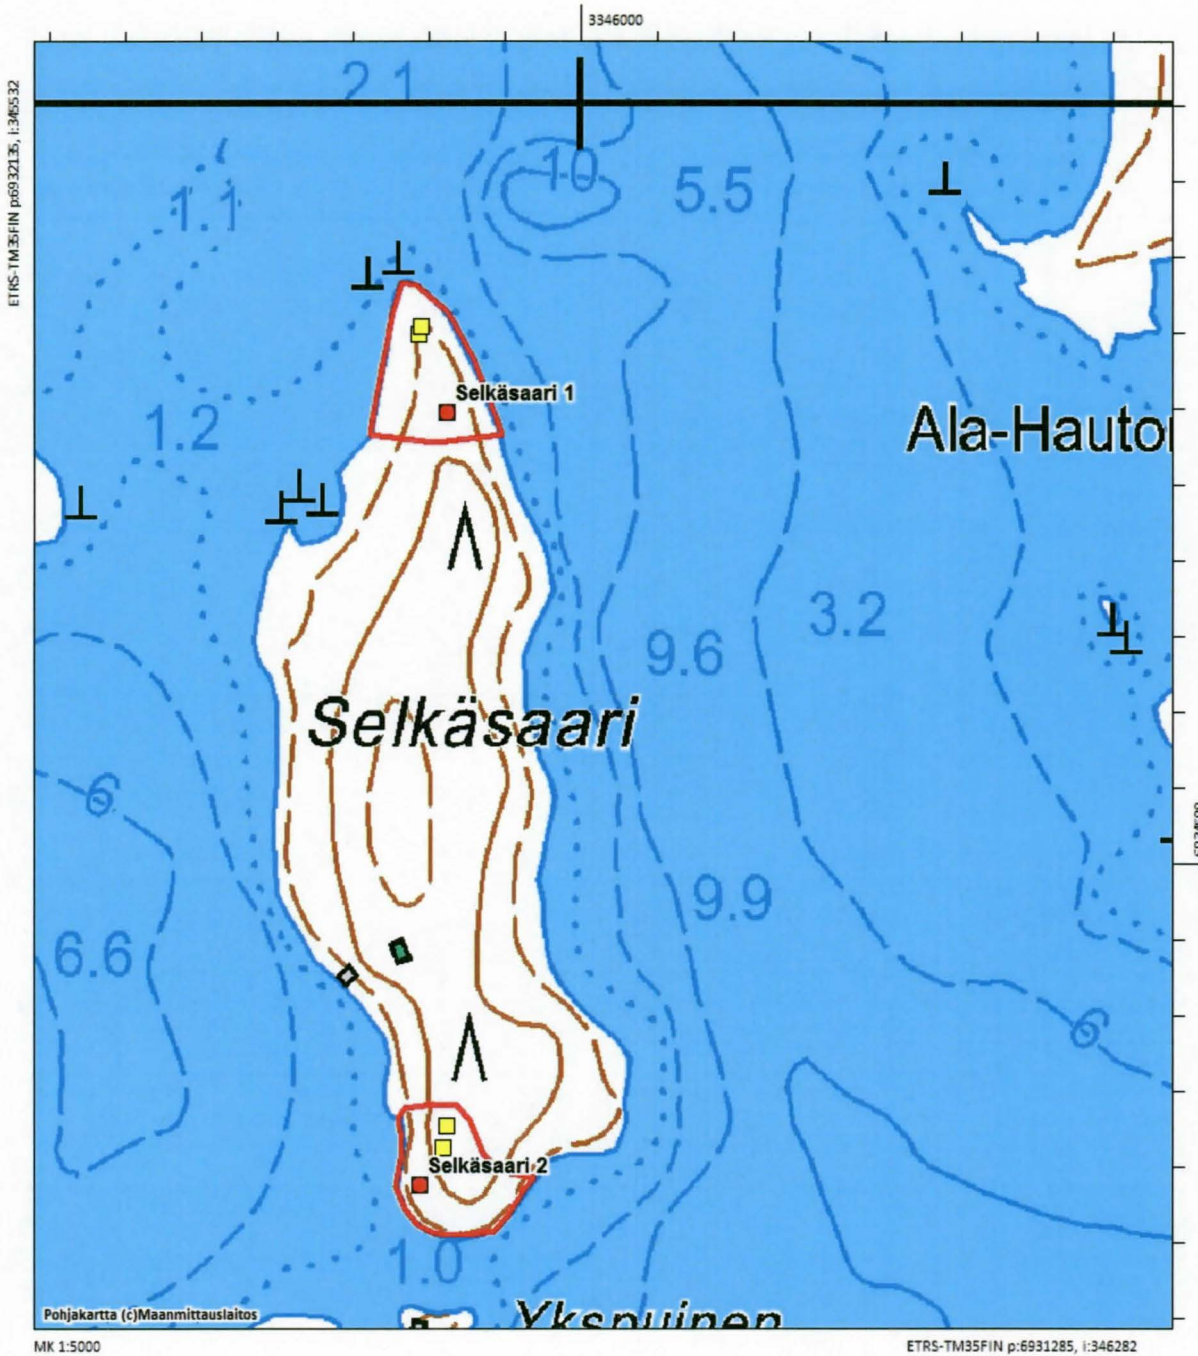 3346000
ETRS-TM35FIN p:6932135, i:345532
2.1
10
5.5
1.1
Selkäsaari 1
1.2
Ala-Hauto
3.2
9.6
Selkäsaari
6
9.9
6.6
6
Selkäsaari 2
1.0
Pohjakartta (c)Maanmittauslaitos
Ykspuinen
MK 1:5000
ETRS-TM35FIN p:6931285, i:346282